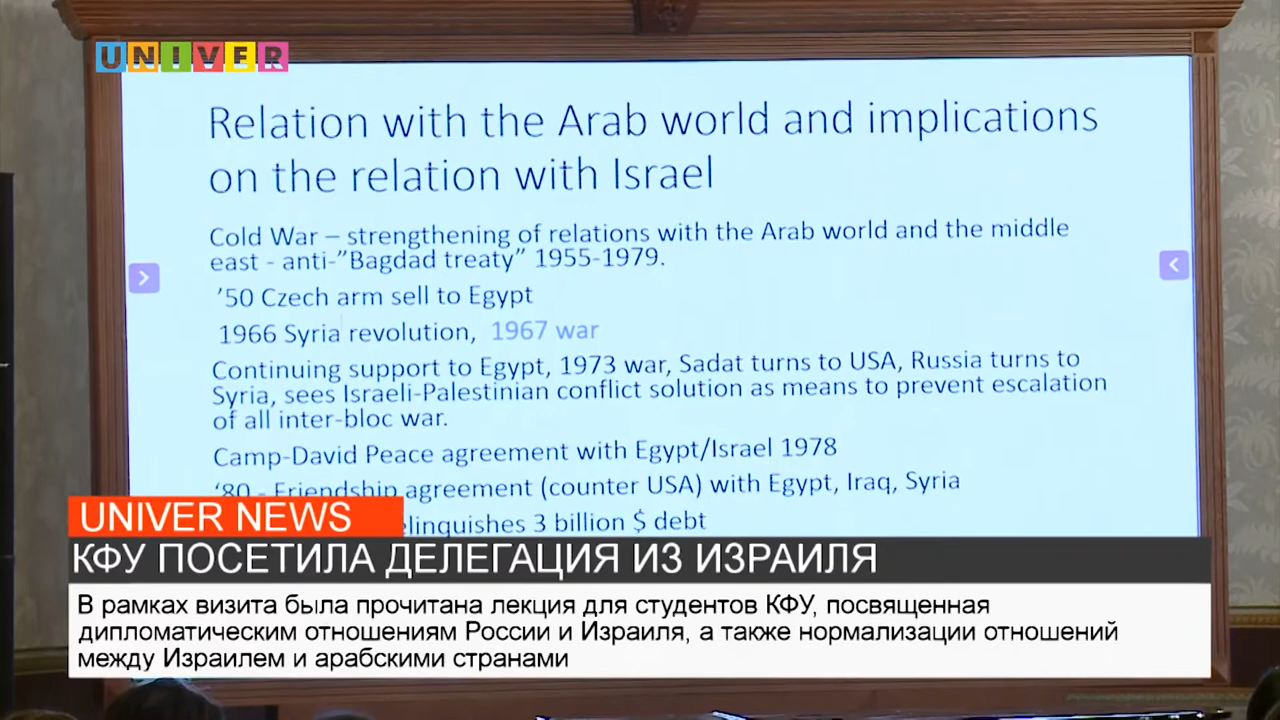 UNIVER
Relation with the Arab world and implications
on the relation with Israel
Cold War – strengthening of relations with the Arab world and the middle
east - anti-”Bagdad treaty” 1955-1979.
’50 Czech arm sell to Egypt
1966 Syria revolution, 1967 war
Continuing support to Egypt, 1973 war, Sadat turns to USA, Russia turns to
Syria, sees Israeli-Palestinian conflict solution as means to prevent escalation
of all inter-bloc war.
Camp-David Peace agreement with Egypt/Israel 1978
‘80 - Friendship agreement (counter USA) with Egypt, Iraq, Syria
elinquishes 3 billion $ debt
UNIVER NEWS
КФУ ПОСЕТИЛА ДЕЛЕГАЦИЯ ИЗ ИЗРАИЛЯ
В рамках визита была прочитана лекция для студентов КФУ, посвященная
дипломатическим отношениям России и Израиля, а также нормализации отношений
между Израилем и арабскими странами